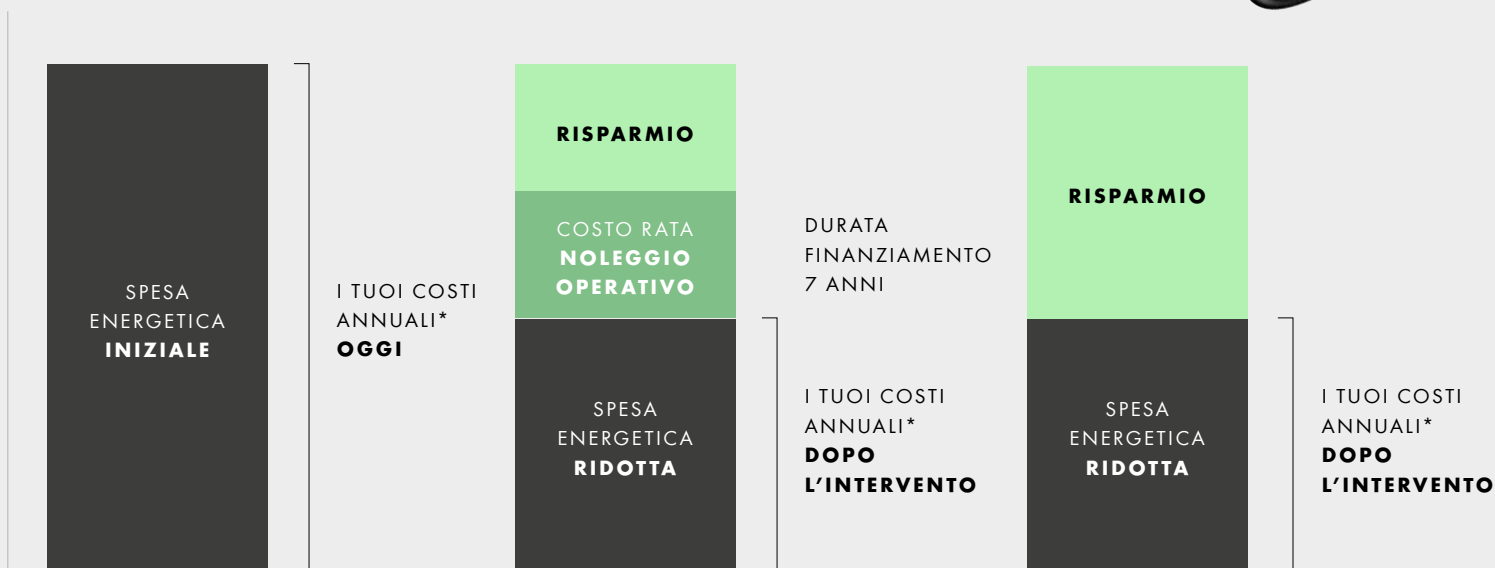 SPESA
ENERGETICA
INIZIALE
I TUOI COSTI
ANNUALI*
OGGI
RISPARMIO
COSTO RATA
NOLEGGIO
OPERATIVO
SPESA
ENERGETICA
RIDOTTA
DURATA
FINANZIAMENTO
7 ANNI
I TUOI COSTI
ANNUALI*
DOPO
L’INTERVENTO
RISPARMIO
SPESA
ENERGETICA
RIDOTTA
I TUOI COSTI
ANNUALI*
DOPO
L’INTERVENTO